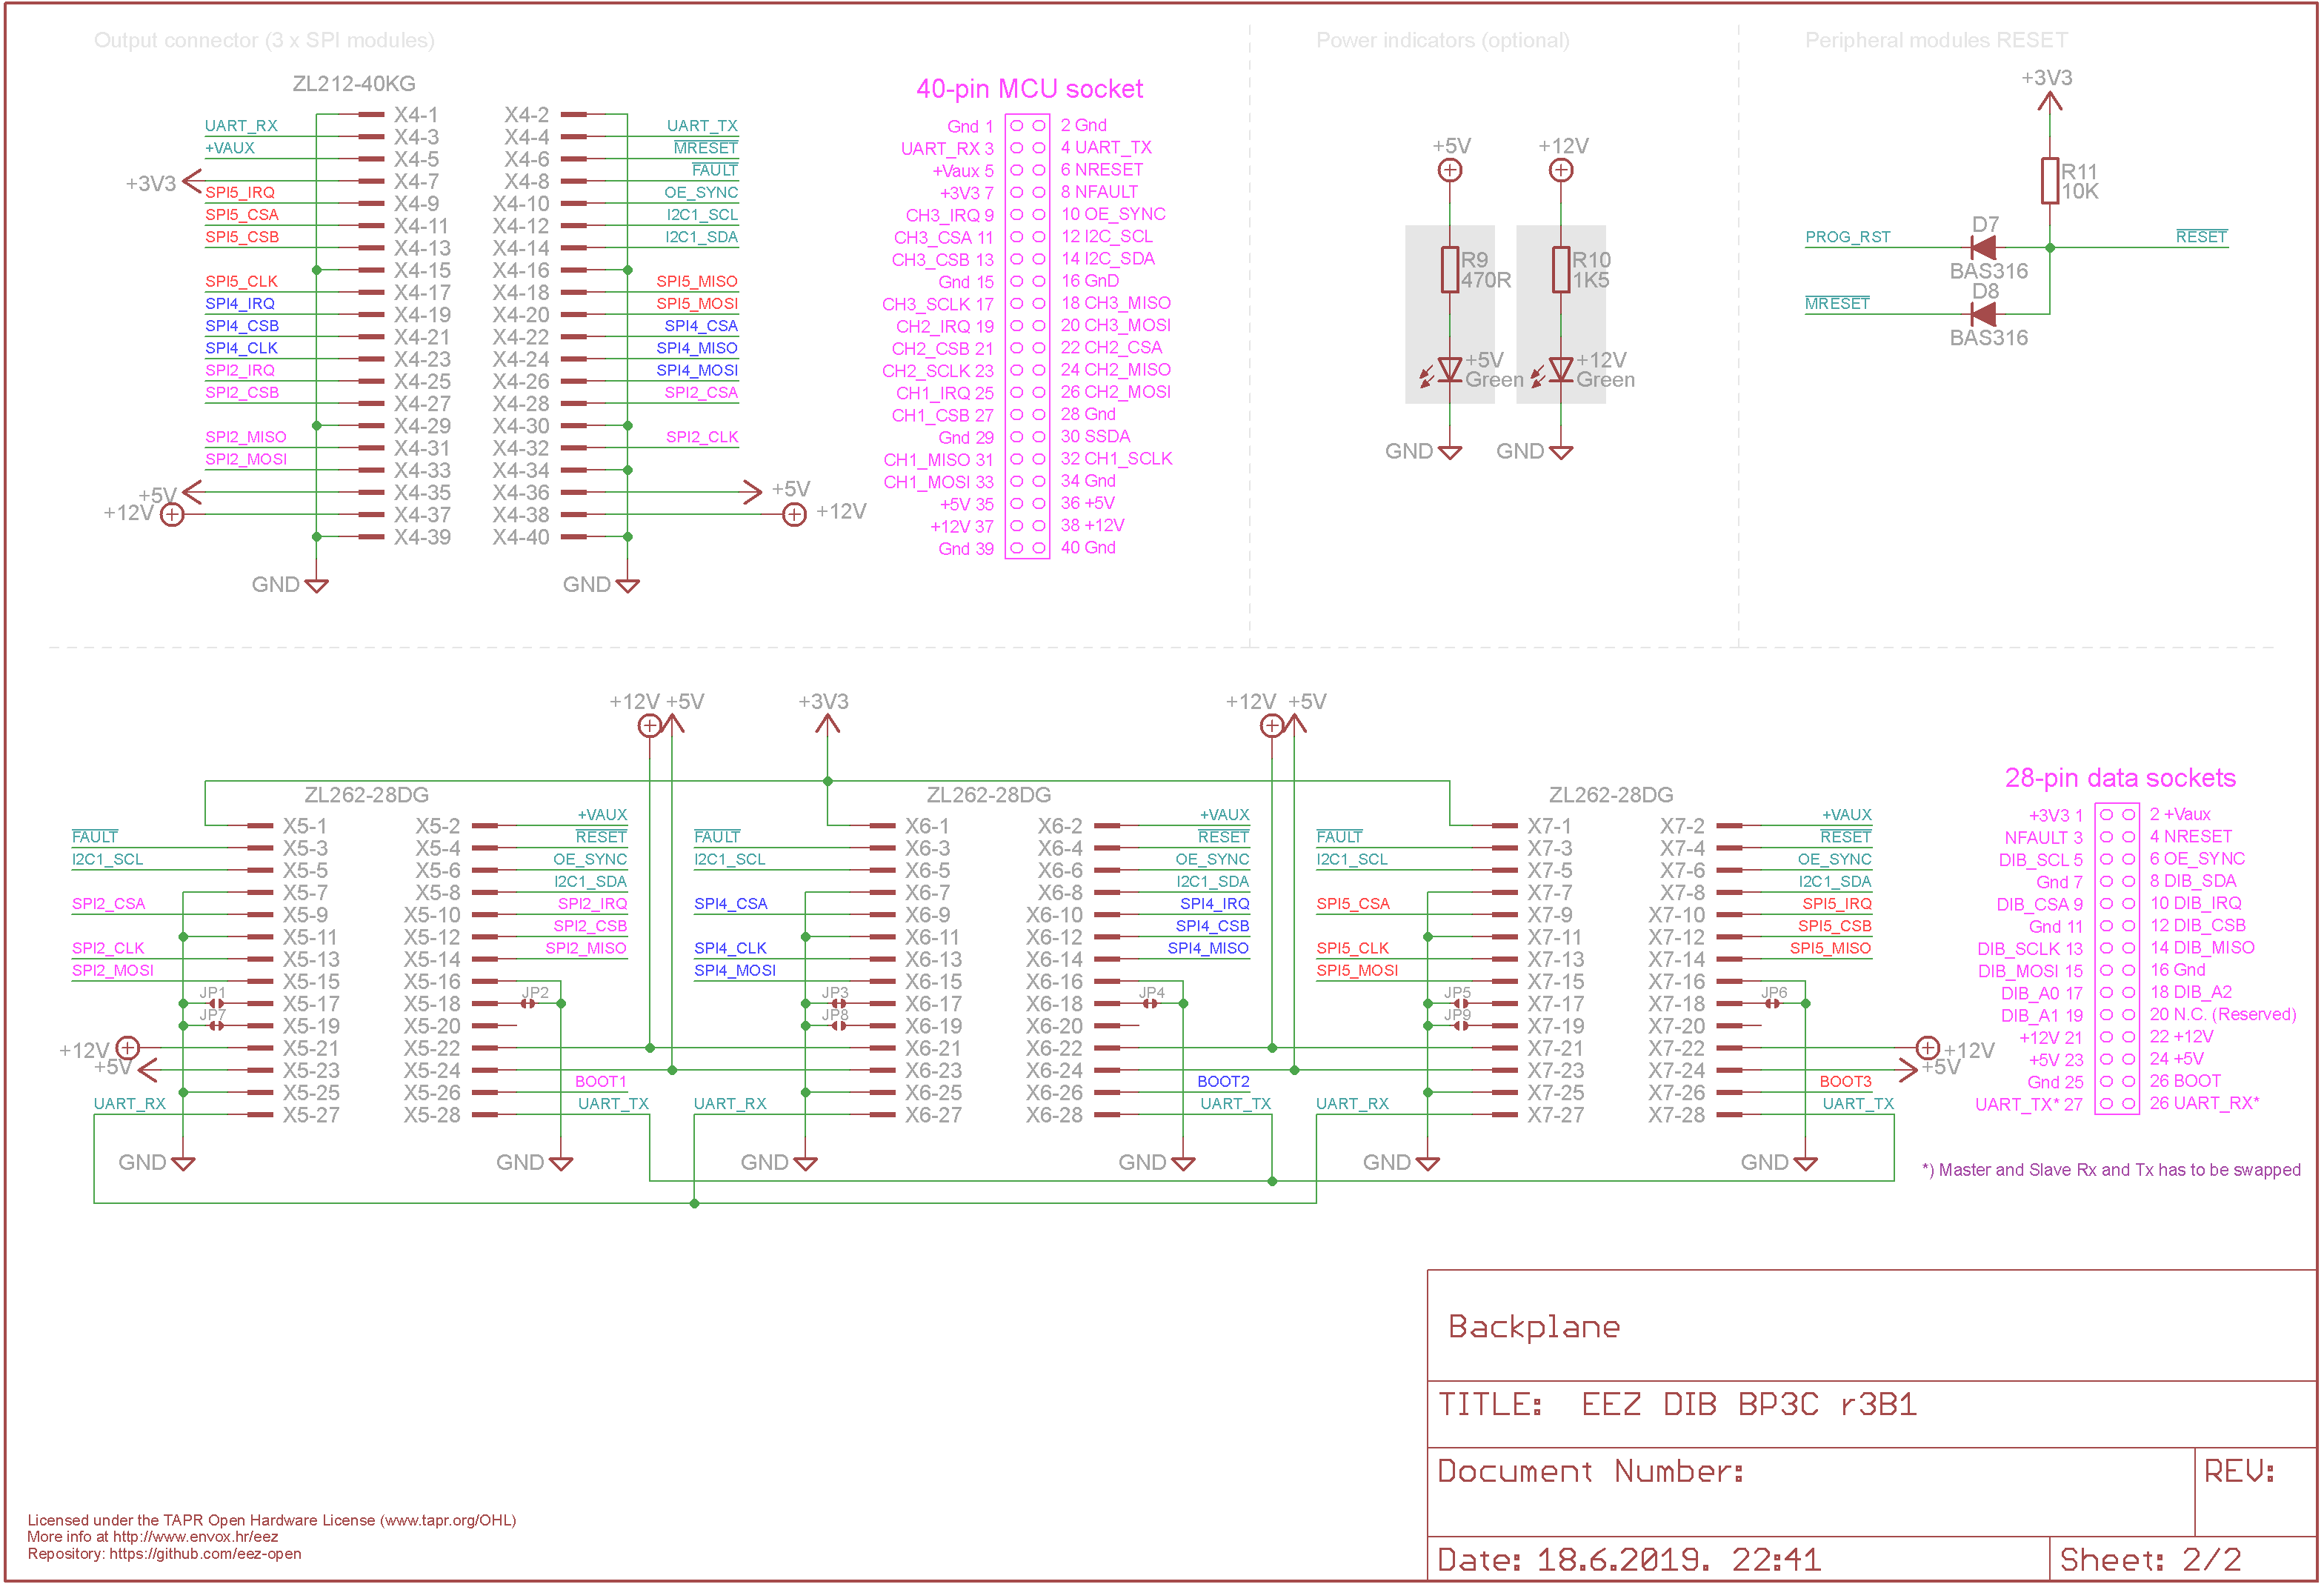 Output connector (3 x SPI modules)
ZL212-40KG
X4-1 X4-2
UART_RX X4-3 X4-4 UART_TX
+VAUX X4-5 X4-6 MRESET
+3V3 X4-7 X4-8 FAULT
SPI5_IRQ X4-9 X4-10 OE_SYNC
SPI5_CSA X4-11 X4-12 I2C1_SCL
SPI5_CSB X4-13 X4-14 I2C1_SDA
X4-15 X4-16
SPI5_CLK X4-17 X4-18 SPI5_MISO
SPI4_IRQ X4-19 X4-20 SPI5_MOSI
SPI4_CSB X4-21 X4-22 SPI4_CSA
SPI4_CLK X4-23 X4-24 SPI4_MISO
SPI2_IRQ X4-25 X4-26 SPI4_MOSI
SPI2_CSB X4-27 X4-28 SPI2_CSA
X4-29 X4-30
SPI2_MISO X4-31 X4-32 SPI2_CLK
SPI2_MOSI X4-33 X4-34
+5V X4-35 X4-36 +5V
+12V X4-37 X4-38 +12V
X4-39 X4-40
GND GND
40-pin MCU socket
Gnd 1 2 Gnd
UART_RX 3 4 UART_TX
+Vaux 5 6 NRESET
+3V3 7 8 NFAULT
CH3_IRQ 9 10 OE_SYNC
CH3_CSA 11 12 I2C_SCL
CH3_CSB 13 14 I2C_SDA
Gnd 15 16 GnD
CH3_SCLK 17 18 CH3_MISO
CH2_IRQ 19 20 CH3_MOSI
CH2_CSB 21 22 CH2_CSA
CH2_SCLK 23 24 CH2_MISO
CH1_IRQ 25 26 CH2_MOSI
CH1_CSB 27 28 Gnd
Gnd 29 30 SSDA
CH1_MISO 31 32 CH1_SCLK
CH1_MOSI 33 34 Gnd
+5V 35 36 +5V
+12V 37 38 +12V
Gnd 39 40 Gnd
Power indicators (optional)
+5V +12V
R9 R10
470R 1K5
+5V +12V
Green Green
GND GND
Peripheral modules RESET
+3V3
R11
10K
D7
PROG_RST RESET
BAS316
D8
MRESET
BAS316
+12V +5V +3V3 +12V +5V
ZL262-28DG
X5-1 X5-2 +VAUX
FAULT X5-3 X5-4 RESET
I2C1_SCL X5-5 X5-6 OE_SYNC
X5-7 X5-8 I2C1_SDA
SPI2_CSA X5-9 X5-10 SPI2_IRQ
X5-11 X5-12 SPI2_CSB
SPI2_CLK X5-13 X5-14 SPI2_MISO
SPI2_MOSI X5-15 X5-16
JP1 X5-17 X5-18 JP2
JP7 X5-19 X5-20
+12V X5-21 X5-22
+5V X5-23 X5-24
X5-25 X5-26 BOOT1
UART_RX X5-27 X5-28 UART_TX
GND GND
ZL262-28DG
X6-1 X6-2 +VAUX
FAULT X6-3 X6-4 RESET
I2C1_SCL X6-5 X6-6 OE_SYNC
X6-7 X6-8 I2C1_SDA
SPI4_CSA X6-9 X6-10 SPI4_IRQ
X6-11 X6-12 SPI4_CSB
SPI4_CLK X6-13 X6-14 SPI4_MISO
SPI4_MOSI X6-15 X6-16
JP3 X6-17 X6-18 JP4
JP8 X6-19 X6-20
X6-21 X6-22
X6-23 X6-24
X6-25 X6-26 BOOT2
UART_RX X6-27 X6-28 UART_TX
GND GND
ZL262-28DG
X7-1 X7-2 +VAUX
FAULT X7-3 X7-4 RESET
I2C1_SCL X7-5 X7-6 OE_SYNC
X7-7 X7-8 I2C1_SDA
SPI5_CSA X7-9 X7-10 SPI5_IRQ
X7-11 X7-12 SPI5_CSB
SPI5_CLK X7-13 X7-14 SPI5_MISO
SPI5_MOSI X7-15 X7-16
JP5 X7-17 X7-18 JP6
JP9 X7-19 X7-20
X7-21 X7-22 +12V
X7-23 X7-24 +5V
X7-25 X7-26 BOOT3
UART_RX X7-27 X7-28 UART_TX
GND GND
28-pin data sockets
+3V3 1 2 +Vaux
NFAULT 3 4 NRESET
DIB_SCL 5 6 OE_SYNC
Gnd 7 8 DIB_SDA
DIB_CSA 9 10 DIB_IRQ
Gnd 11 12 DIB_CSB
DIB_SCLK 13 14 DIB_MISO
DIB_MOSI 15 16 Gnd
DIB_A0 17 18 DIB_A2
DIB_A1 19 20 N.C. (Reserved)
+12V 21 22 +12V
+5V 23 24 +5V
Gnd 25 26 BOOT
UART_TX* 27 26 UART_RX*
*) Master and Slave Rx and Tx has to be swapped
Backplane
TITLE: EEZ DIB BP3C r3B1
Document Number: REV:
Date: 18.6.2019. 22:41 Sheet: 2/2
Licensed under the TAPR Open Hardware License (www.tapr.org/OHL)
More info at http://www.envox.hr/eez
Repository: https://github.com/eez-open